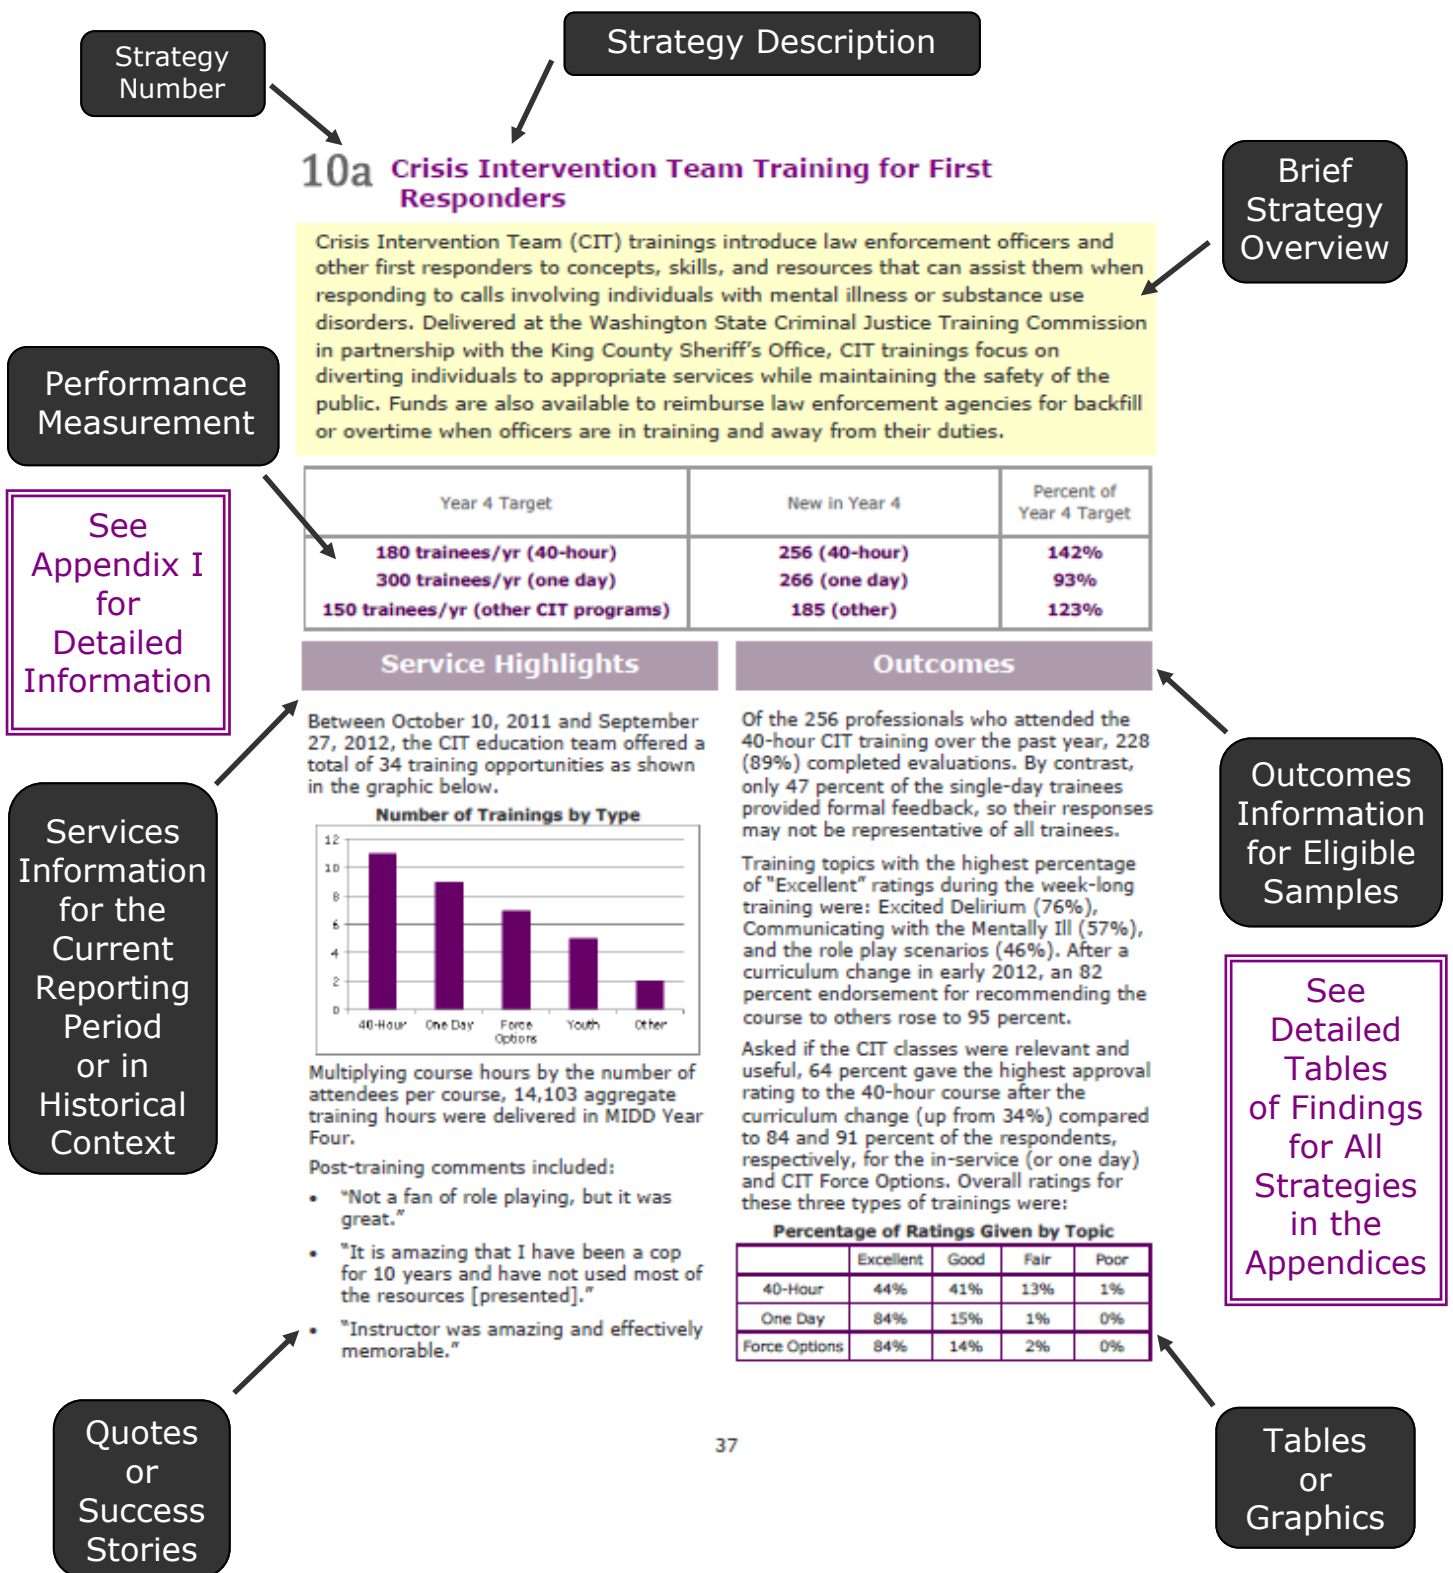 Strategy
Number
Strategy Description
10a Crisis Intervention Team Training for First
Responders
Brief
Strategy
Overview
Crisis Intervention Team (CIT) trainings introduce law enforcement officers and
other first responders to concepts, skills, and resources that can assist them when
responding to calls involving individuals with mental illness or substance use
disorders. Delivered at the Washington State Criminal Justice Training Commission
in partnership with the King County Sheriff's Office, CIT trainings focus on
diverting individuals to appropriate services while maintaining the safety of the
public. Funds are also available to reimburse law enforcement agencies for backfill
or overtime when officers are in training and away from their duties.
Performance
Measurement
See
Appendix I
for
Detailed
Information
Year 4 Target New in Year 4 Percent of
Year 4 Target
180 trainees/yr (40-hour) 256 (40-hour) 142%
300 trainees/yr (one day) 266 (one day) 93%
150 trainees/yr (other CIT programs) 185 (other) 123%
Service Highlights
Between October 10, 2011 and September
27, 2012, the CIT education team offered a
total of 34 training opportunities as shown
in the graphic below.
Number of Trainings by Type
12
10
8
6
4
2
0
40-Hour One Day Force Youth Other
Options
Multiplying course hours by the number of
attendees per course, 14,103 aggregate
training hours were delivered in MIDD Year
Four.
Post-training comments included:
• "Not a fan of role playing, but it was
great."
• "It is amazing that I have been a cop
for 10 years and have not used most of
the resources [presented]."
• "Instructor was amazing and effectively
memorable."
Outcomes
Of the 256 professionals who attended the
40-hour CIT training over the past year, 228
(89%) completed evaluations. By contrast,
only 47 percent of the single-day trainees
provided formal feedback, so their responses
may not be representative of all trainees.
Training topics with the highest percentage
of "Excellent" ratings during the week-long
training were: Excited Delirium (76%),
Communicating with the Mentally Ill (57%),
and the role play scenarios (46%). After a
curriculum change in early 2012, an 82
percent endorsement for recommending the
course to others rose to 95 percent.
Asked if the CIT classes were relevant and
useful, 64 percent gave the highest approval
rating to the 40-hour course after the
curriculum change (up from 34%) compared
to 84 and 91 percent of the respondents,
respectively, for the in-service (or one day)
and CIT Force Options. Overall ratings for
these three types of trainings were:
Percentage of Ratings Given by Topic
Excellent Good Fair Poor
40-Hour 44% 41% 13% 1%
One Day 84% 15% 1% 0%
Force Options 84% 14% 2% 0%
Services
Information
for the
Current
Reporting
Period
or in
Historical
Context
Outcomes
Information
for Eligible
Samples
See
Detailed
Tables
of Findings
for All
Strategies
in the
Appendices
Quotes
or
Success
Stories
37
Tables
or
Graphics